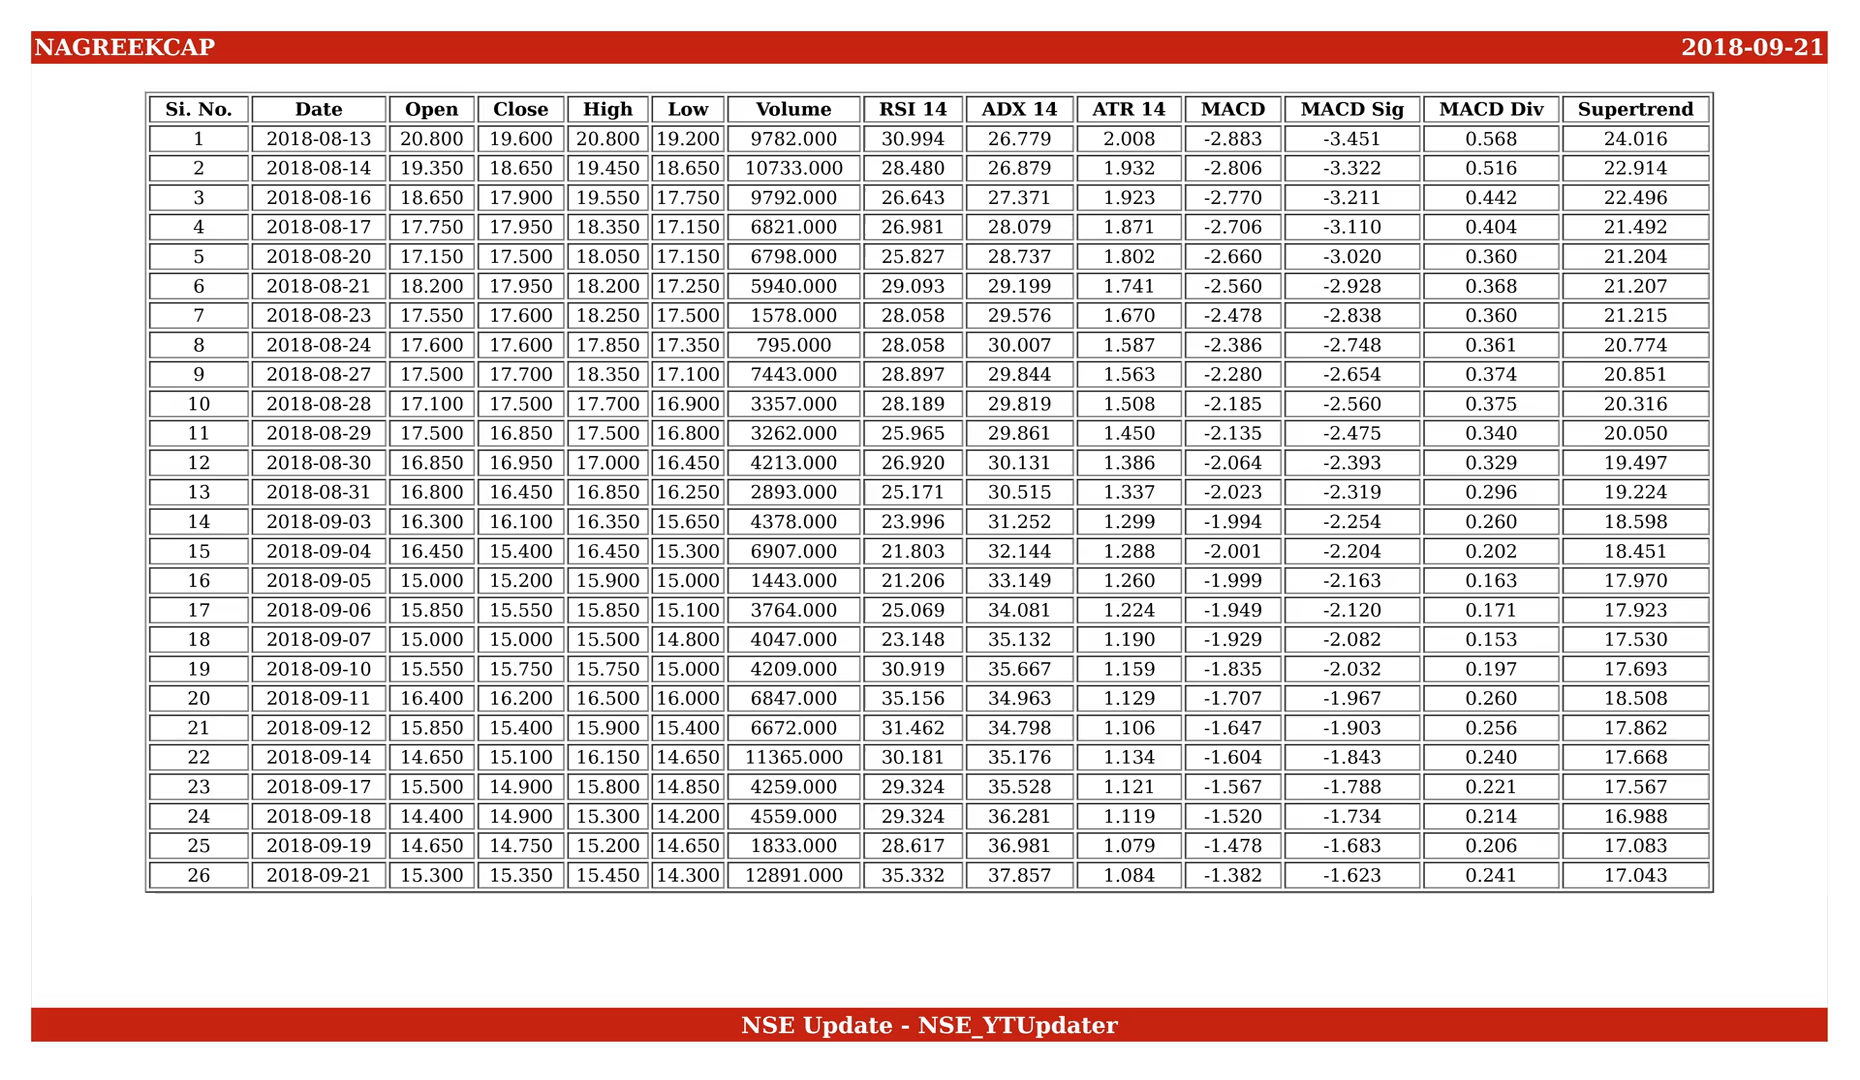 NAGREEKCAP 2018-09-21
Si. No. Date Open Close High Low Volume RSI 14 ADX 14 ATR 14 MACD MACD Sig MACD Div Supertrend
1 2018-08-13 20.800 19.600 20.800 19.200 9782.000 30.994 26.779 2.008 -2.883 -3.451 0.568 24.016
2 2018-08-14 19.350 18.650 19.450 18.650 10733.000 28.480 26.879 1.932 -2.806 -3.322 0.516 22.914
3 2018-08-16 18.650 17.900 19.550 17.750 9792.000 26.643 27.371 1.923 -2.770 -3.211 0.442 22.496
4 2018-08-17 17.750 17.950 18.350 17.150 6821.000 26.981 28.079 1.871 -2.706 -3.110 0.404 21.492
5 2018-08-20 17.150 17.500 18.050 17.150 6798.000 25.827 28.737 1.802 -2.660 -3.020 0.360 21.204
6 2018-08-21 18.200 17.950 18.200 17.250 5940.000 29.093 29.199 1.741 -2.560 -2.928 0.368 21.207
7 2018-08-23 17.550 17.600 18.250 17.500 1578.000 28.058 29.576 1.670 -2.478 -2.838 0.360 21.215
8 2018-08-24 17.600 17.600 17.850 17.350 795.000 28.058 30.007 1.587 -2.386 -2.748 0.361 20.774
9 2018-08-27 17.500 17.700 18.350 17.100 7443.000 28.897 29.844 1.563 -2.280 -2.654 0.374 20.851
10 2018-08-28 17.100 17.500 17.700 16.900 3357.000 28.189 29.819 1.508 -2.185 -2.560 0.375 20.316
11 2018-08-29 17.500 16.850 17.500 16.800 3262.000 25.965 29.861 1.450 -2.135 -2.475 0.340 20.050
12 2018-08-30 16.850 16.950 17.000 16.450 4213.000 26.920 30.131 1.386 -2.064 -2.393 0.329 19.497
13 2018-08-31 16.800 16.450 16.850 16.250 2893.000 25.171 30.515 1.337 -2.023 -2.319 0.296 19.224
14 2018-09-03 16.300 16.100 16.350 15.650 4378.000 23.996 31.252 1.299 -1.994 -2.254 0.260 18.598
15 2018-09-04 16.450 15.400 16.450 15.300 6907.000 21.803 32.144 1.288 -2.001 -2.204 0.202 18.451
16 2018-09-05 15.000 15.200 15.900 15.000 1443.000 21.206 33.149 1.260 -1.999 -2.163 0.163 17.970
17 2018-09-06 15.850 15.550 15.850 15.100 3764.000 25.069 34.081 1.224 -1.949 -2.120 0.171 17.923
18 2018-09-07 15.000 15.000 15.500 14.800 4047.000 23.148 35.132 1.190 -1.929 -2.082 0.153 17.530
19 2018-09-10 15.550 15.750 15.750 15.000 4209.000 30.919 35.667 1.159 -1.835 -2.032 0.197 17.693
20 2018-09-11 16.400 16.200 16.500 16.000 6847.000 35.156 34.963 1.129 -1.707 -1.967 0.260 18.508
21 2018-09-12 15.850 15.400 15.900 15.400 6672.000 31.462 34.798 1.106 -1.647 -1.903 0.256 17.862
22 2018-09-14 14.650 15.100 16.150 14.650 11365.000 30.181 35.176 1.134 -1.604 -1.843 0.240 17.668
23 2018-09-17 15.500 14.900 15.800 14.850 4259.000 29.324 35.528 1.121 -1.567 -1.788 0.221 17.567
24 2018-09-18 14.400 14.900 15.300 14.200 4559.000 29.324 36.281 1.119 -1.520 -1.734 0.214 16.988
25 2018-09-19 14.650 14.750 15.200 14.650 1833.000 28.617 36.981 1.079 -1.478 -1.683 0.206 17.083
26 2018-09-21 15.300 15.350 15.450 14.300 12891.000 35.332 37.857 1.084 -1.382 -1.623 0.241 17.043
NSE Update - NSE_YTUpdater